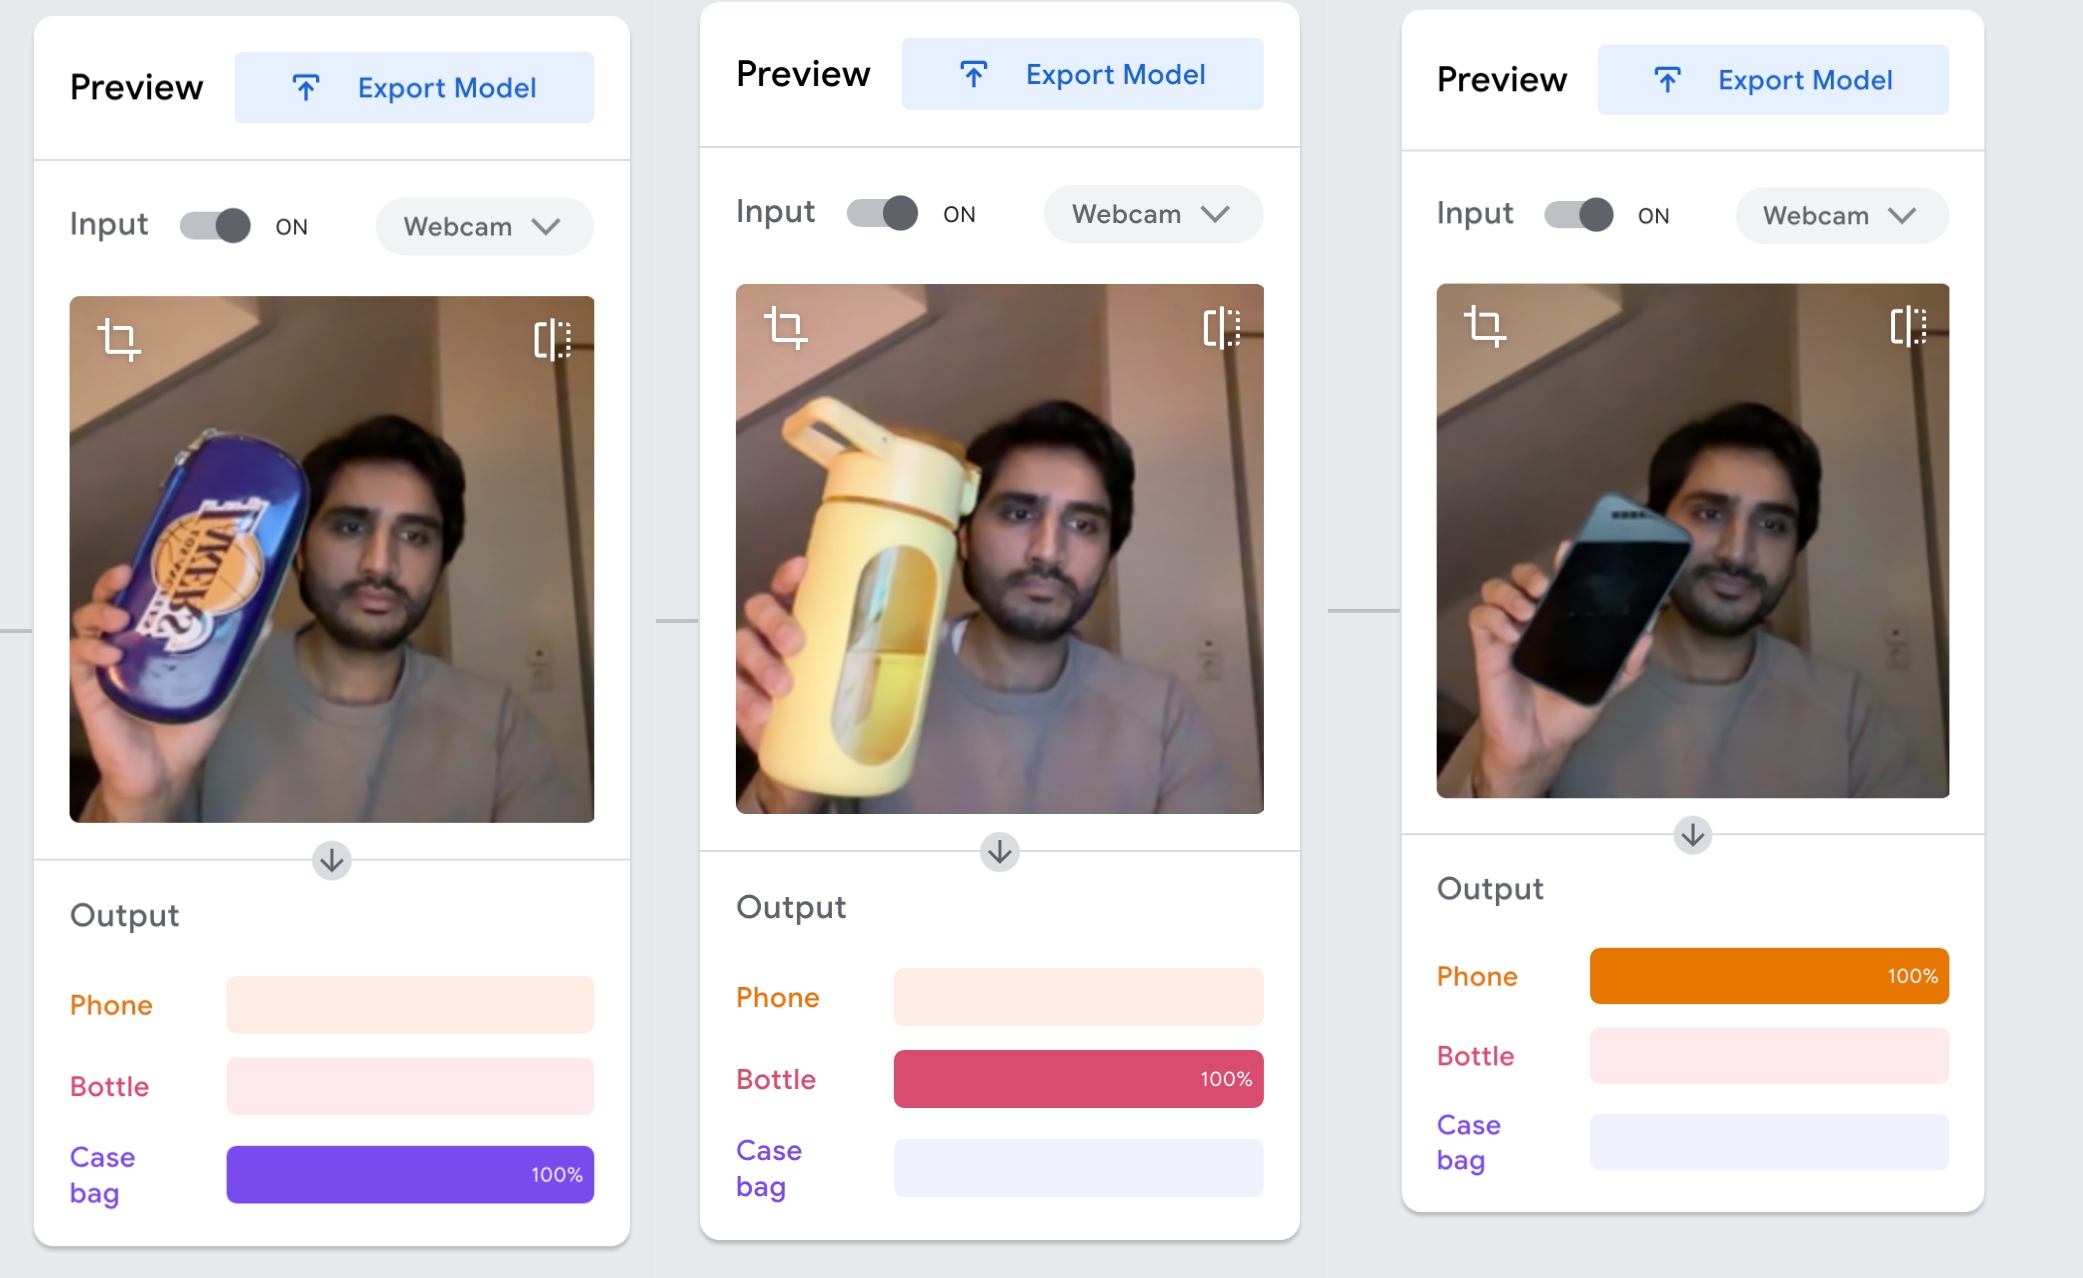 Preview
Export Model
Input
ON
Webcam
LAKERS
Output
Phone
Bottle
Case
bag
100%
Preview
Export Model
Input
ON
Webcam
Output
Phone
Bottle
100%
Case
bag
Preview
Export Model
Input
ON
Webcam
Output
Phone
100%
Bottle
Case
bag